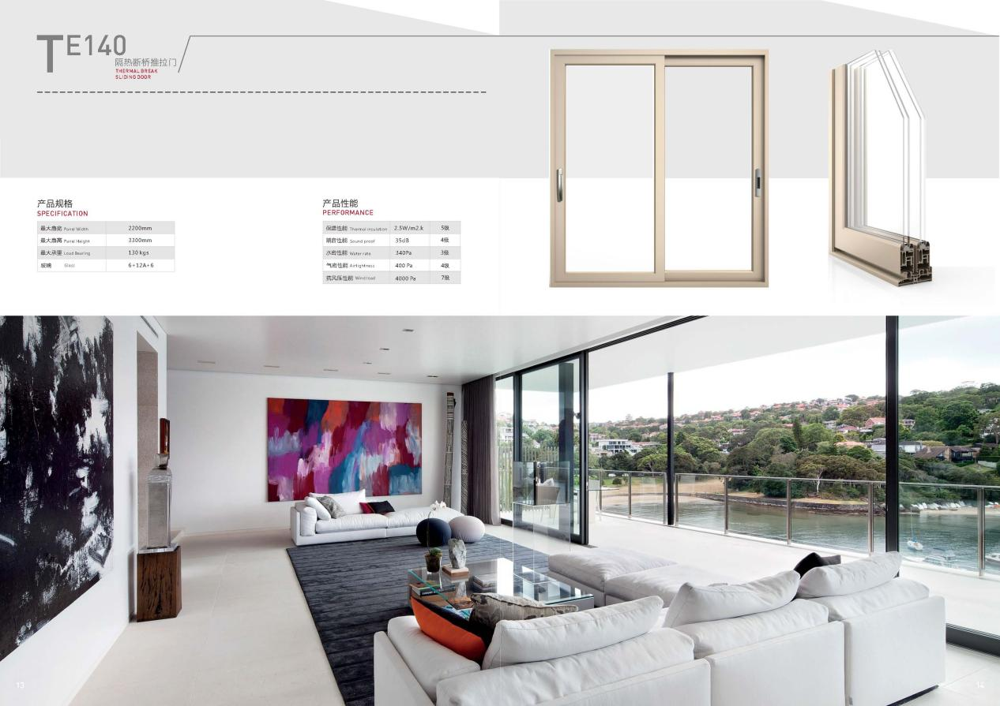 TE140
隔热断桥推拉门
THERMAL BREAK
SLIDING DOOR
产品规格
SPECIFICATION
最大扇宽 Panel Width 2200mm
最大扇高 Panel Height 3300mm
最大承重 Load Bearing 130 kgs
玻璃 Glass 6+12A+6
产品性能
PERFORMANCE
保温性能 Thermal insulation 2.5W/m2.k 5级
隔音性能 Sound proof 35dB 4级
水密性能 Water rate 340Pa 3级
气密性能 Airtightness 400 Pa 4级
抗风压性能 Wind load 4000 Pa 7级
13
14